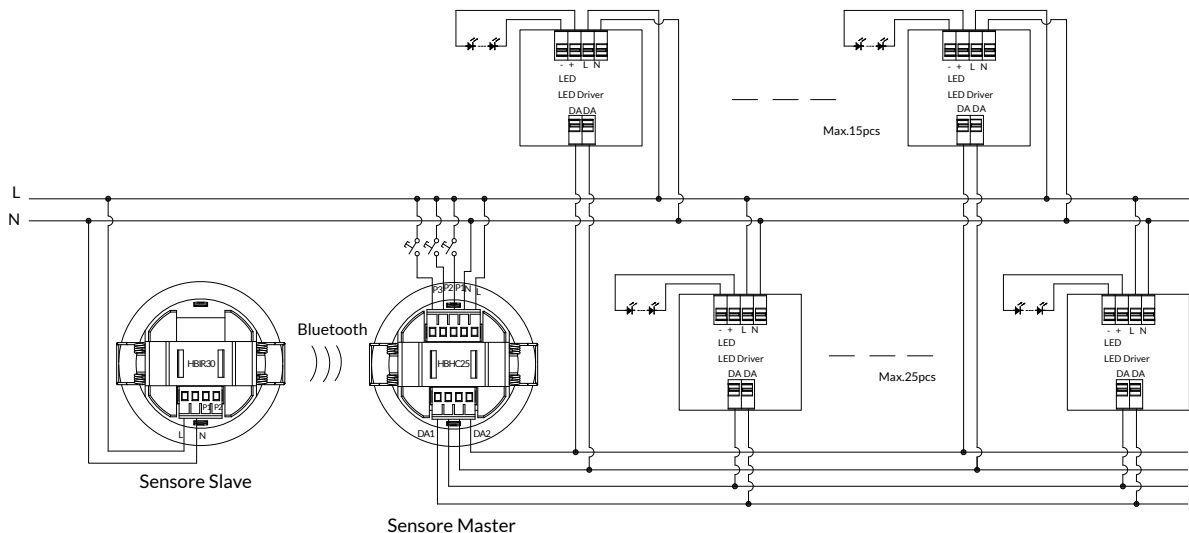 - + L N
LED
LED Driver
DA DA
Max.15pcs
- + L N
LED
LED Driver
DA DA
L
N
P3 P2 P1 N L
- + L N
LED
LED Driver
DA DA
Max.25pcs
- + L N
LED
LED Driver
DA DA
Bluetooth
HBIR30
HBHC25
P1 P2
L N
DA1 DA2
Sensore Slave
Sensore Master